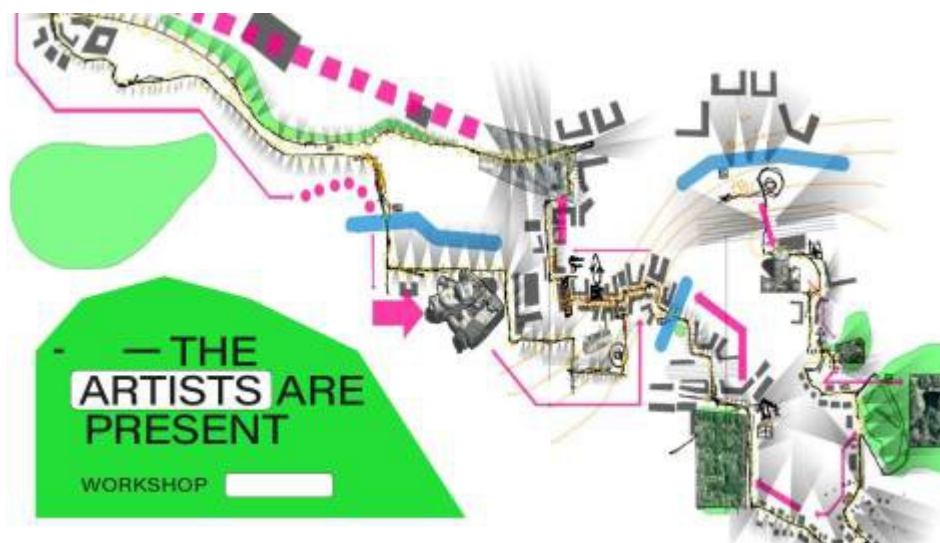 - — THE
ARTISTS ARE
PRESENT
WORKSHOP